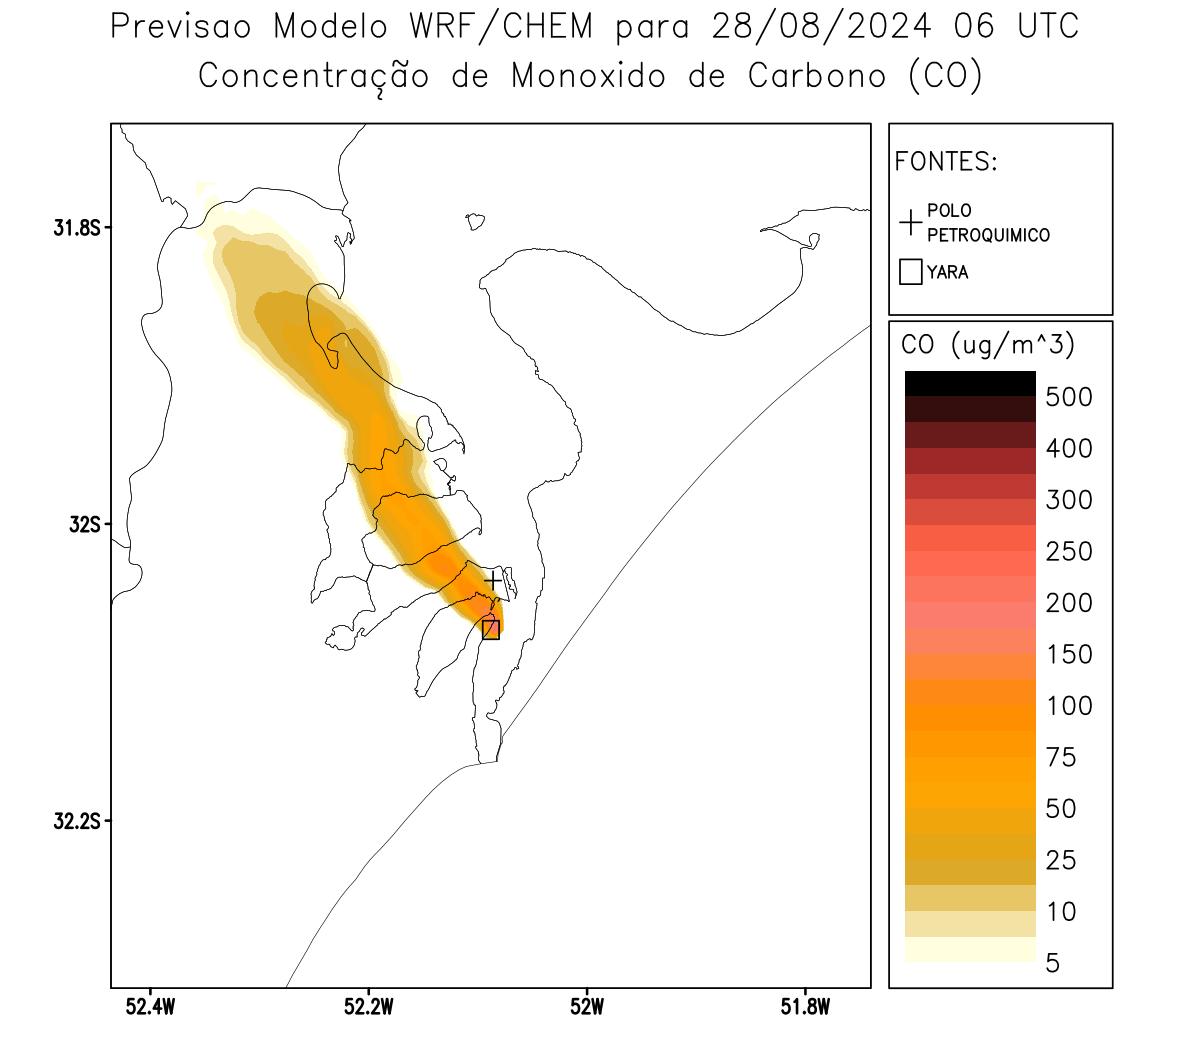 Previsao Modelo WRF/CHEM para 28/08/2024 06 UTC
Concentração de Monoxido de Carbono (CO)
FONTES:
POLO
PETROQUIMICO
YARA
31.8S
32S
32.2S
52.4W
52.2W
52W
51.8W
CO (ug/m^3)
500
400
300
250
200
150
100
75
50
25
10
5